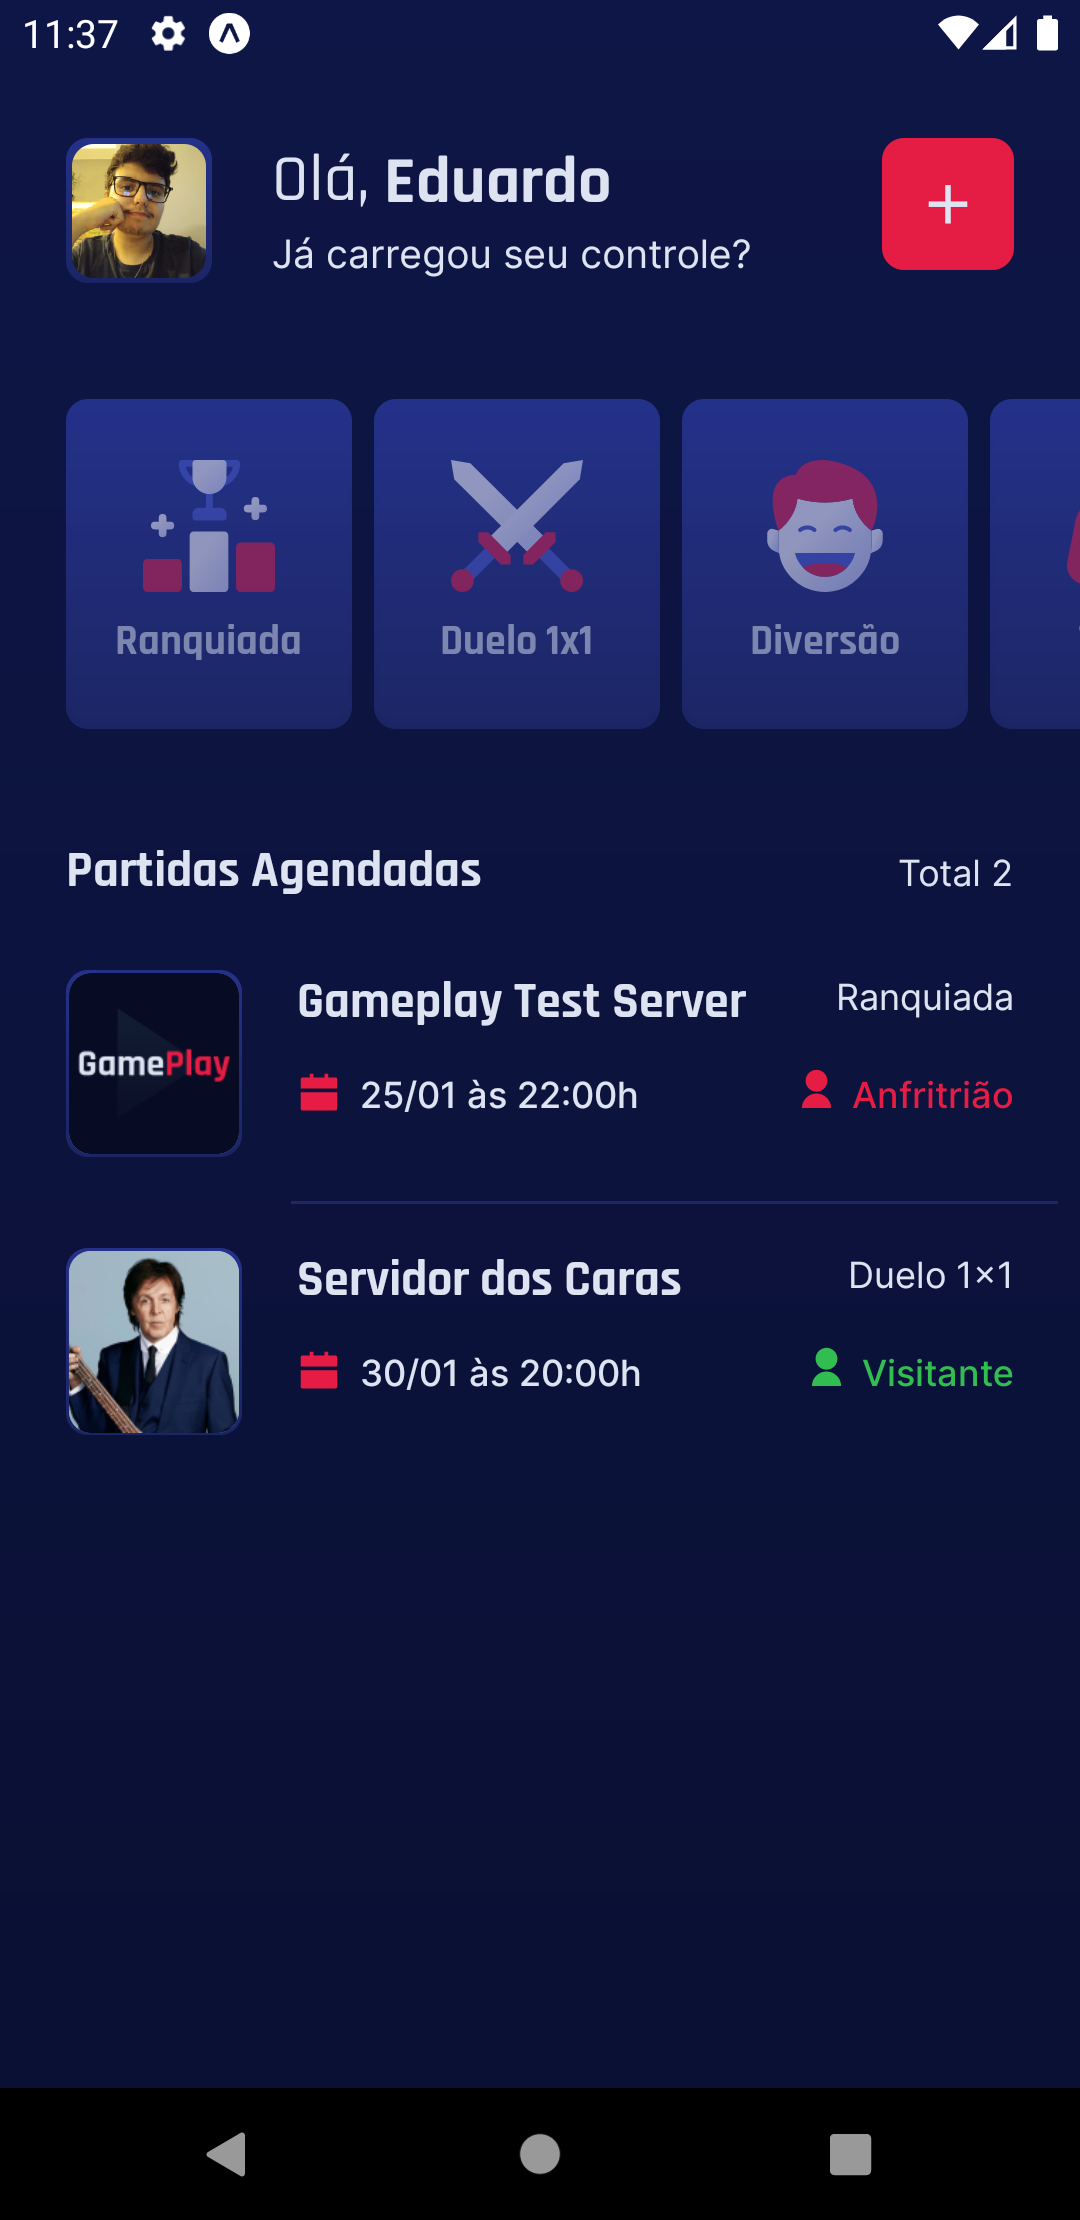 11:37
Olá, Eduardo
Já carregou seu controle?
Ranquiada
Duelo 1x1
Diversão
Partidas Agendadas
Total 2
Gameplay Test Server
Ranquiada
GamePlay
25/01 às 22:00h
Anfritrião
Servidor dos Caras
Duelo 1×1
30/01 às 20:00h
Visitante